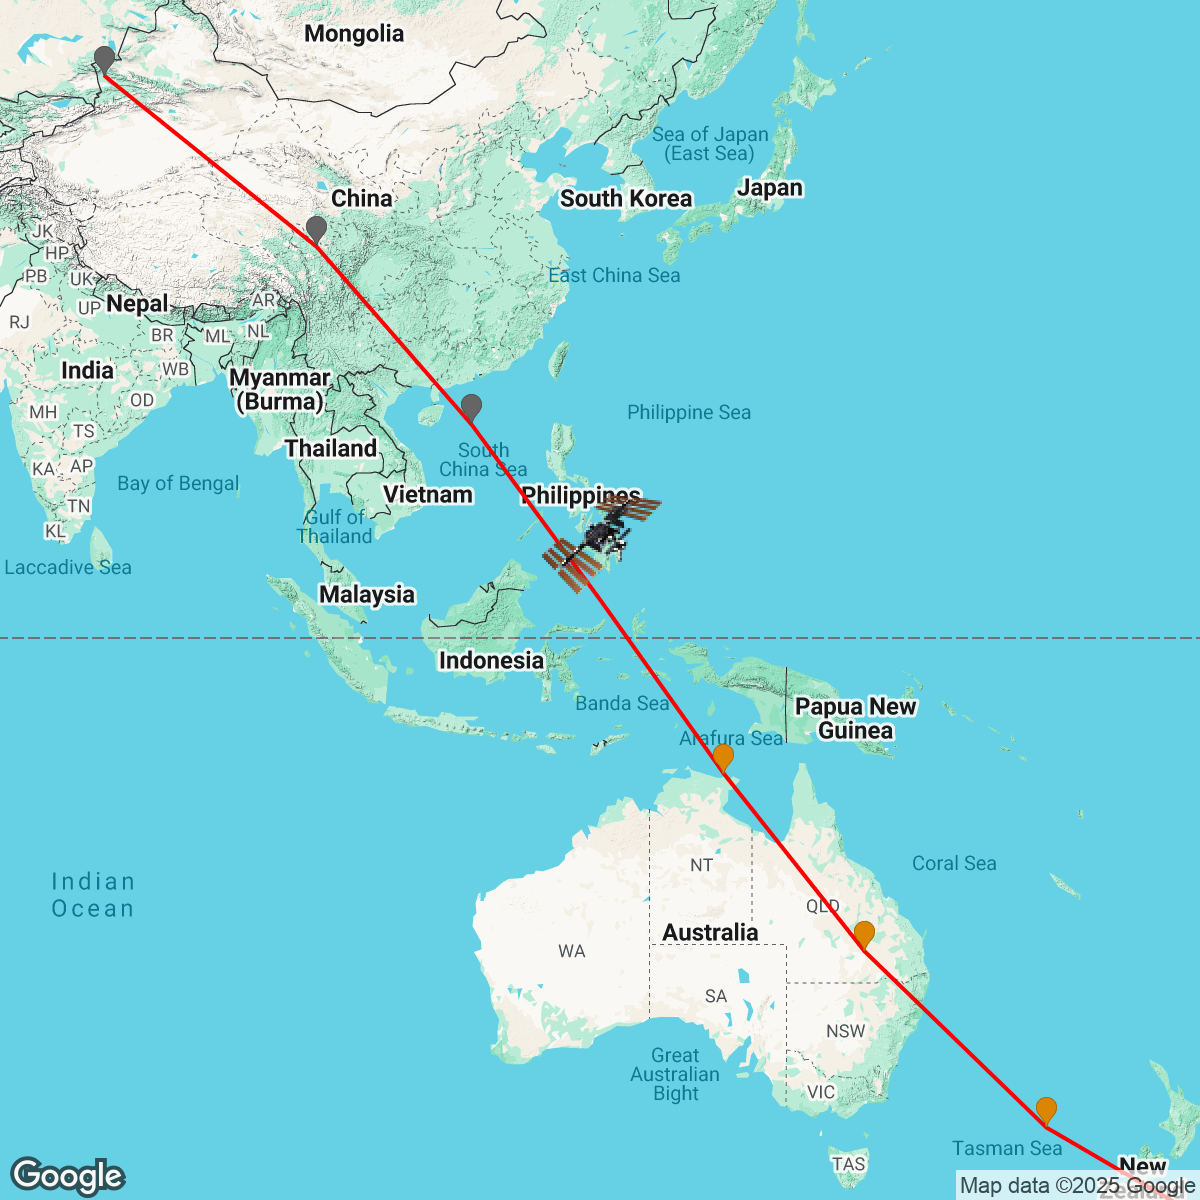 Mongolia
Sea of Japan
(East Sea)
Japan
South Korea
China
JK
HP
PB
UK
East China Sea
Nepal
UP
AR
RJ
BR
ML
NL
India
WB
Myanmar
(Burma)
OD
MH
TS
Philippine Sea
Thailand
South
China Sea
KA
AP
Bay of Bengal
Vietnam
Philippines
TN
KL
Gulf of
Thailand
Laccadive Sea
Malaysia
Indonesia
Banda Sea
Papua New
Guinea
Arafura Sea
NT
Coral Sea
Indian
Ocean
QLD
Australia
WA
SA
NSW
Great
Australian
Bight
VIC
Tasman Sea
TAS
New
Google
Map data ©2025 Google